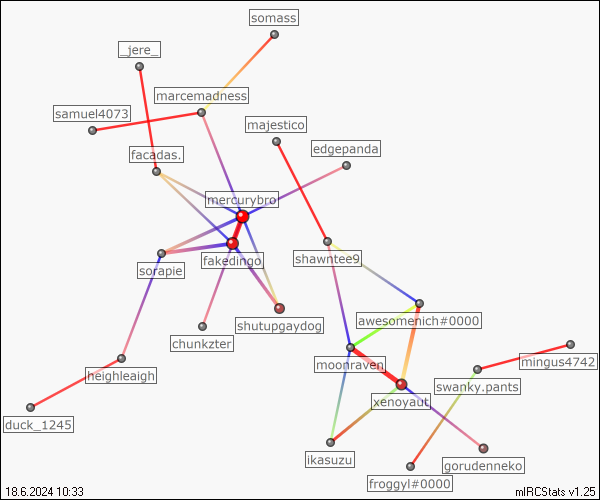 somass
_jere_
marcemadness
samuel4073
majestico
edgepanda
facadas.
mercurybro
fakedingo
shawntee9
sorapie
awesomenich#0000
shutupgaydog
chunkzter
moonraven
mingus4742
heighleaigh
swanky.pants
xenoyaut
duck_1245
ikasuzu
gorudenneko
froggyl#0000
18.6.2024 10:33
mIRCStats v1.25